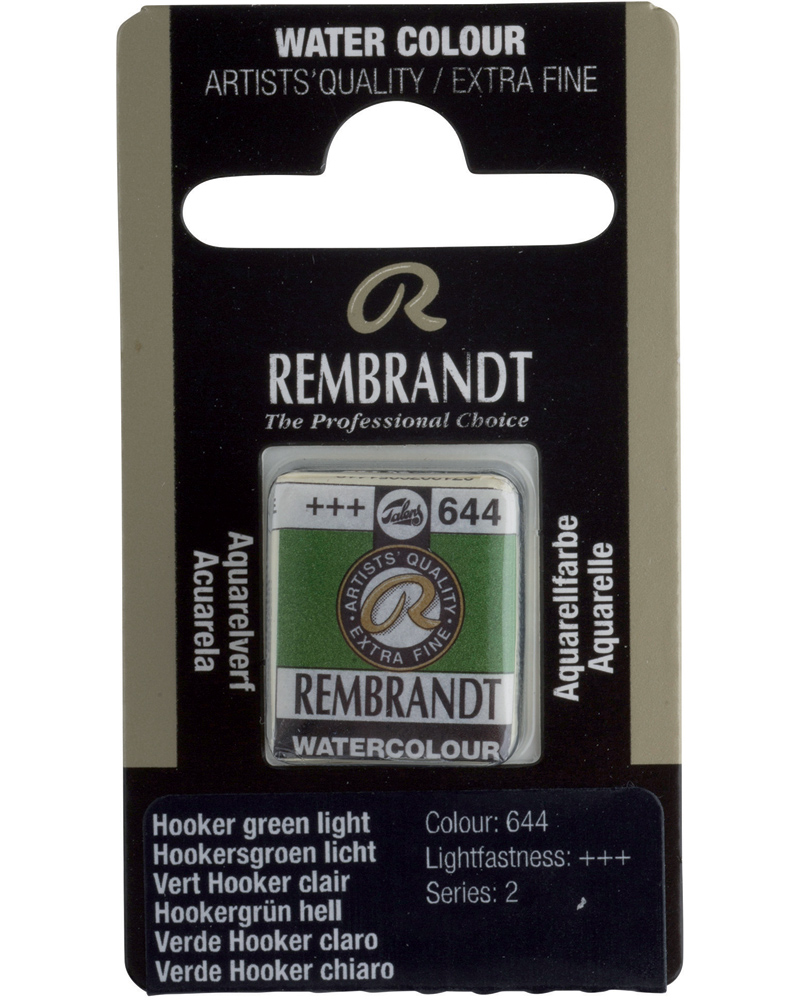 WATER COLOUR
ARTISTS' QUALITY / EXTRA FINE
R
REMBRANDT
The Professional Choice
+++ Talens 644
ARTISTS' QUALITY
R
EXTRA FINE
REMBRANDT
WATERCOLOUR
Aquarelverf
Acuarela
Aquarellfarbe
Aquarelle
Hooker green light
Hookersgroen licht
Vert Hooker clair
Hookergrün hell
Verde Hooker claro
Verde Hooker chiaro
Colour: 644
Lightfastness: +++
Series: 2